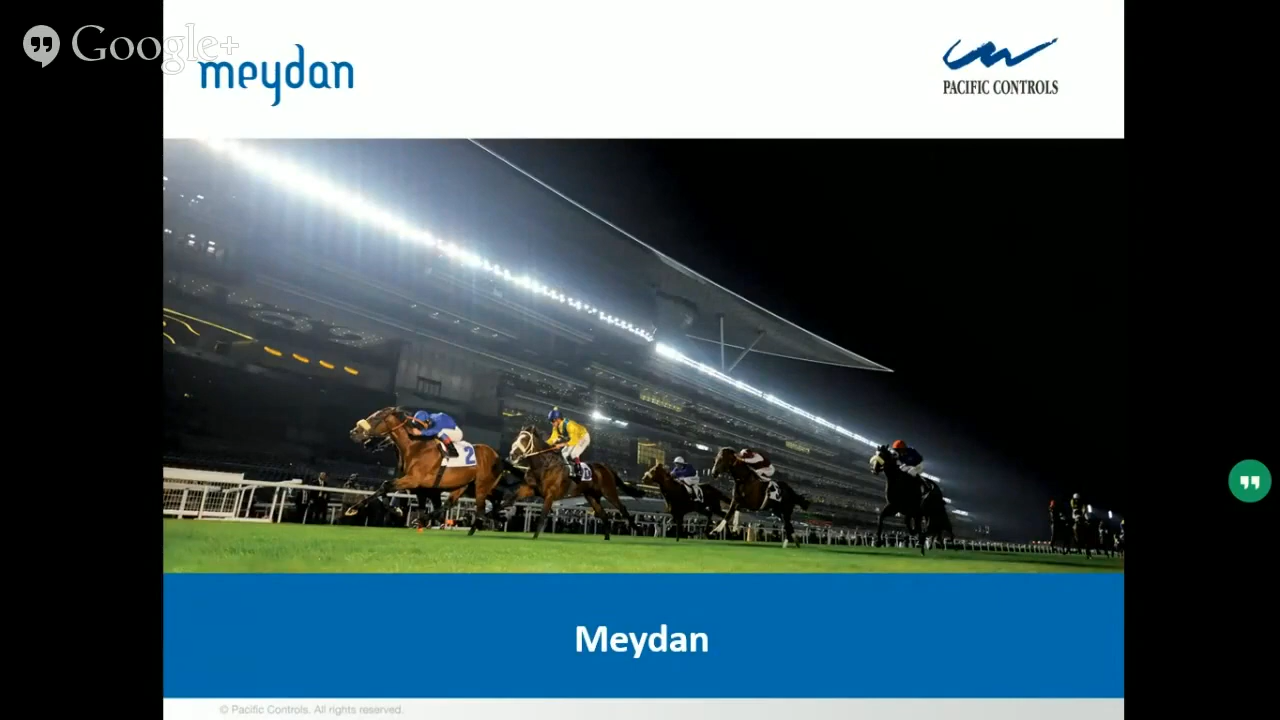 Google+
meydan
PACIFIC CONTROLS
2
Meydan
© Pacific Controls. All rights reserved.